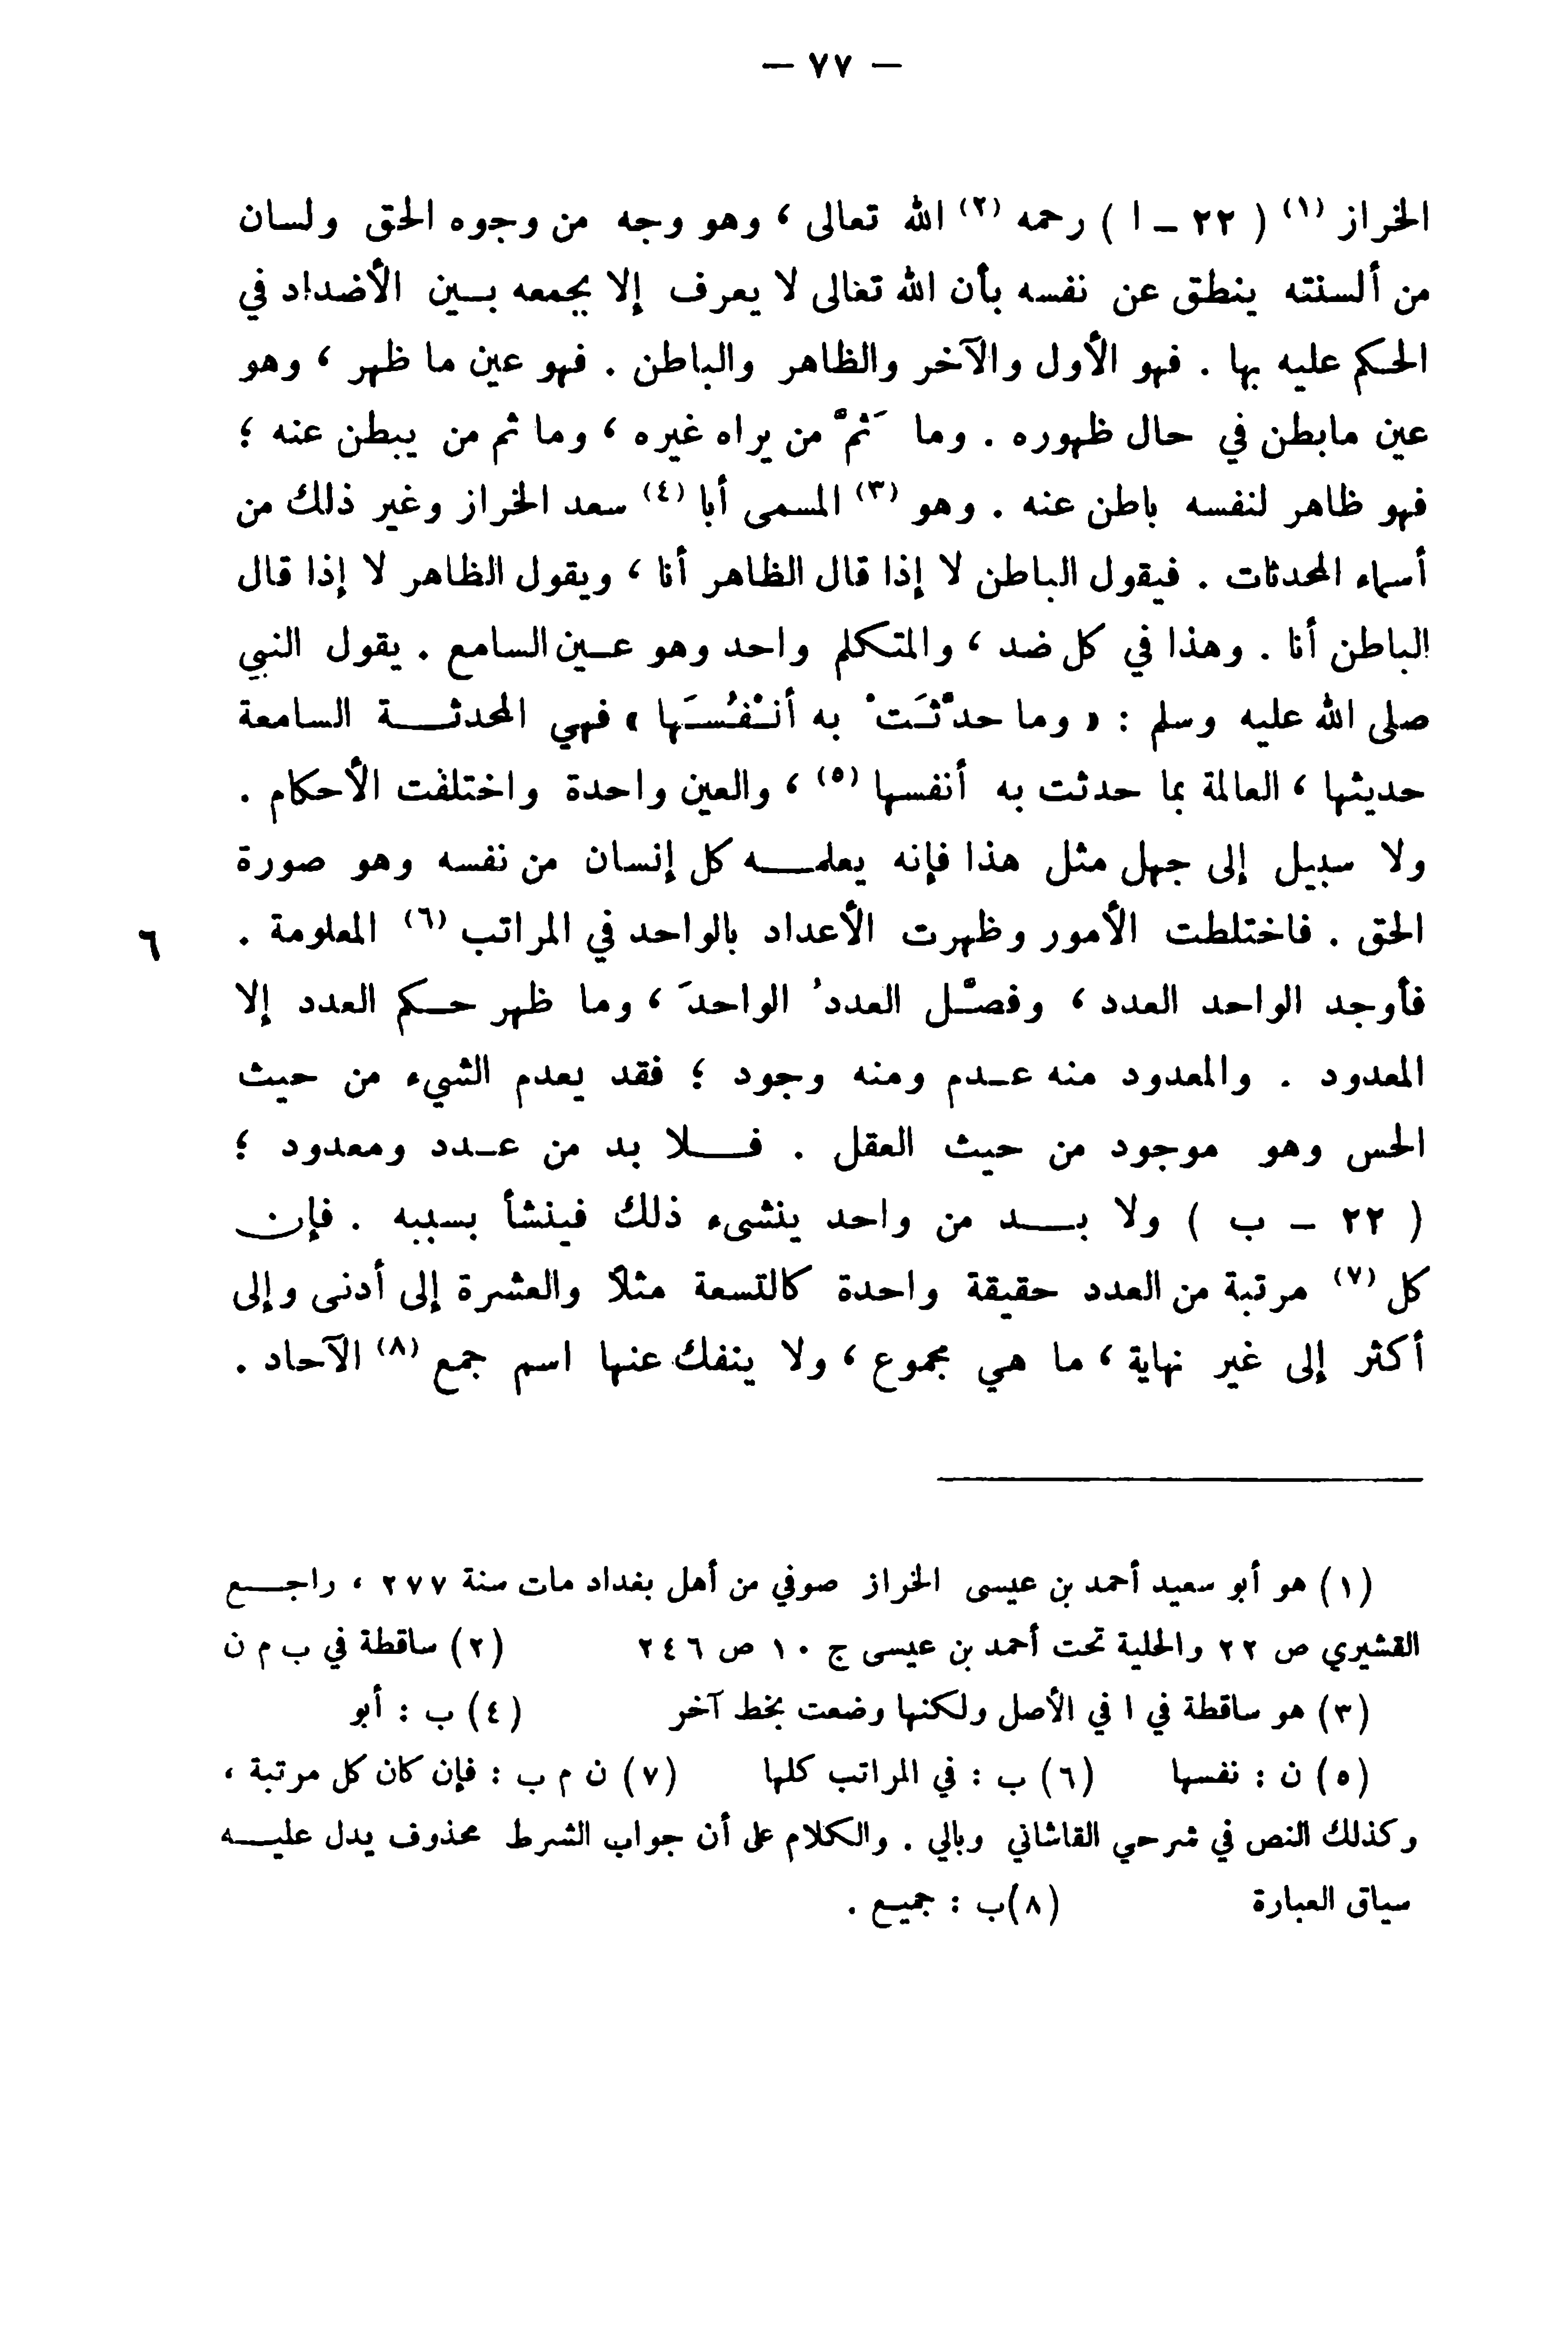 — ٧٧ —
الخراز (١) ( ٢٢ – ا ) رحمه (٢) الله تعالى ، وهو وجه من وجوه الحق ولسان
من ألسنته ينطق عن نفسه بأن الله تعالى لا يعرف إلا بجمعه بين الأضداد في
الحكم عليه بها . فهو الأول والآخر والظاهر والباطن . فهو عين ما ظهر ، وهو
عين مابطن في حال ظهوره . وما ثَمَّ من يراه غيره ، وما ثم من يبطن عنه ؛
فهو ظاهر لنفسه باطن عنه . وهو (٣) المسمى أبا (٤) سعد الخراز وغير ذلك من
أسماء المحدثات . فيقول الباطن لا إذا قال الظاهر أنا ، ويقول الظاهر لا إذا قال
الباطن أنا . وهذا في كل ضد ، والمتكلم واحد وهو عين السامع . يقول النبي
صلى الله عليه وسلم : « وما حدَّثَتْ به أنْفُسَها » فهي المحدثة السامعة
حديثها ، العالمة بما حدثت به أنفسها (٥) ، والعين واحدة واختلفت الأحكام .
ولا سبيل إلى جهل مثل هذا فإنه يعلمه كل إنسان من نفسه وهو صورة
الحق . فاختلطت الأمور وظهرت الأعداد بالواحد في المراتب (٦) المعلومة . ٦
فأوجد الواحد العدد ، وفصَّل العددُ الواحدَ ، وما ظهر حكم العدد إلا
المعدود . والمعدود منه عدم ومنه وجود ؛ فقد يعدم الشيء من حيث
الحس وهو موجود من حيث العقل . فلا بد من عدد ومعدود ؛
( ٢٢ – ب ) ولا بد من واحد ينشىء ذلك فينشأ بسببه . فإن
كل (٧) مرتبة من العدد حقيقة واحدة كالتسعة مثلاً والعشرة إلى أدنى وإلى
أكثر إلى غير نهاية ، ما هي مجموع ، ولا ينفك عنها اسم جمع (٨) الآحاد .
(١) هو أبو سعيد أحمد بن عيسى الخراز صوفي من أهل بغداد مات سنة ٢٧٧ ، راجع
القشيري ص ٢٢ والحلية تحت أحمد بن عيسى ج ١٠ ص ٢٤٦ (٢) ساقطة في ب م ن
(٣) هو ساقطة في ا في الأصل ولكنها وضعت بخط آخر (٤) ب : أبو
(٥) ن : نفسها (٦) ب : في المراتب كلها (٧) ن م ب : فإن كان كل مرتبة ،
وكذلك النص في شرحي القاشاني وبالي . والكلام على أن جواب الشرط محذوف يدل عليه
سياق العبارة (٨)ب : جميع .